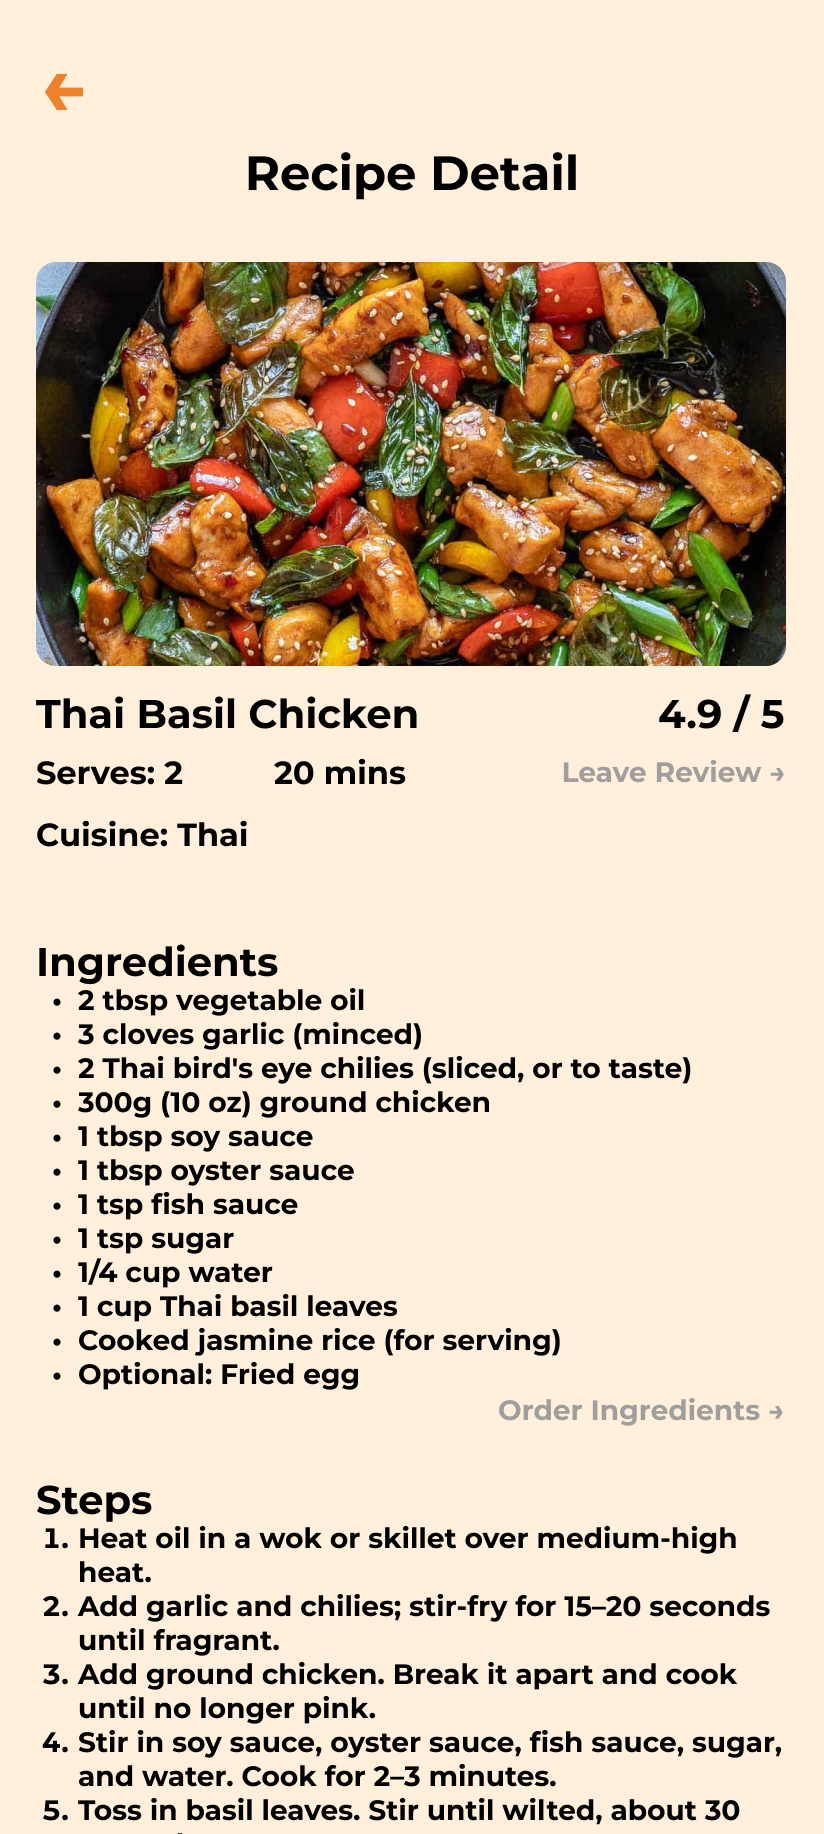 Recipe Detail
Thai Basil Chicken 4.9 / 5
Serves: 2 20 mins Leave Review →
Cuisine: Thai
Ingredients
• 2 tbsp vegetable oil
• 3 cloves garlic (minced)
• 2 Thai bird's eye chilies (sliced, or to taste)
• 300g (10 oz) ground chicken
• 1 tbsp soy sauce
• 1 tbsp oyster sauce
• 1 tsp fish sauce
• 1 tsp sugar
• 1/4 cup water
• 1 cup Thai basil leaves
• Cooked jasmine rice (for serving)
• Optional: Fried egg
Order Ingredients →
Steps
1. Heat oil in a wok or skillet over medium-high
heat.
2. Add garlic and chilies; stir-fry for 15–20 seconds
until fragrant.
3. Add ground chicken. Break it apart and cook
until no longer pink.
4. Stir in soy sauce, oyster sauce, fish sauce, sugar,
and water. Cook for 2–3 minutes.
5. Toss in basil leaves. Stir until wilted, about 30